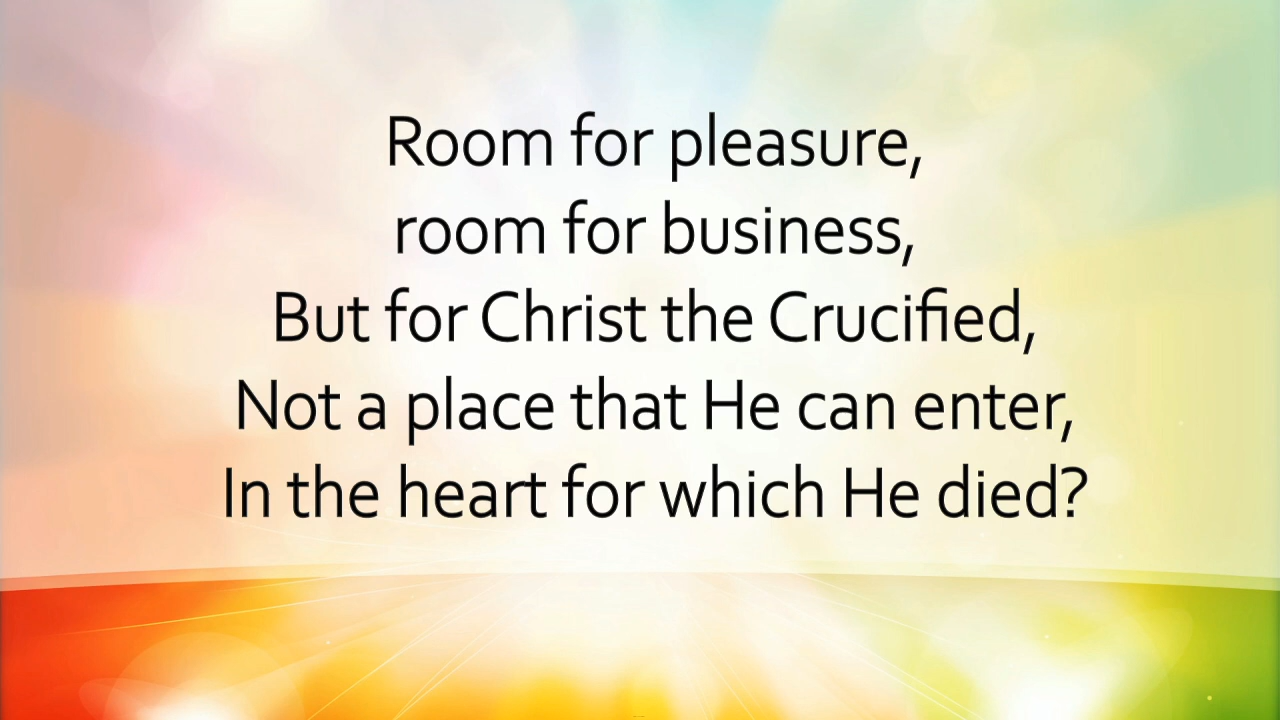 Room for pleasure,
room for business,
But for Christ the Crucified,
Not a place that He can enter,
In the heart for which He died?